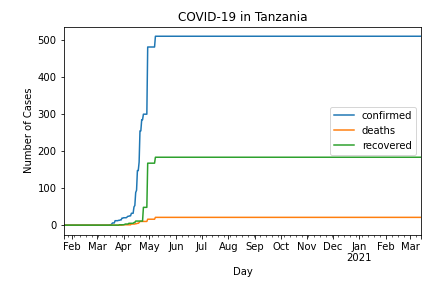 COVID-19 in Tanzania
Number of Cases
500
400
300
200
100
0
confirmed
deaths
recovered
Feb Mar Apr May Jun Jul Aug Sep Oct Nov Dec Jan Feb Mar
2021
Day